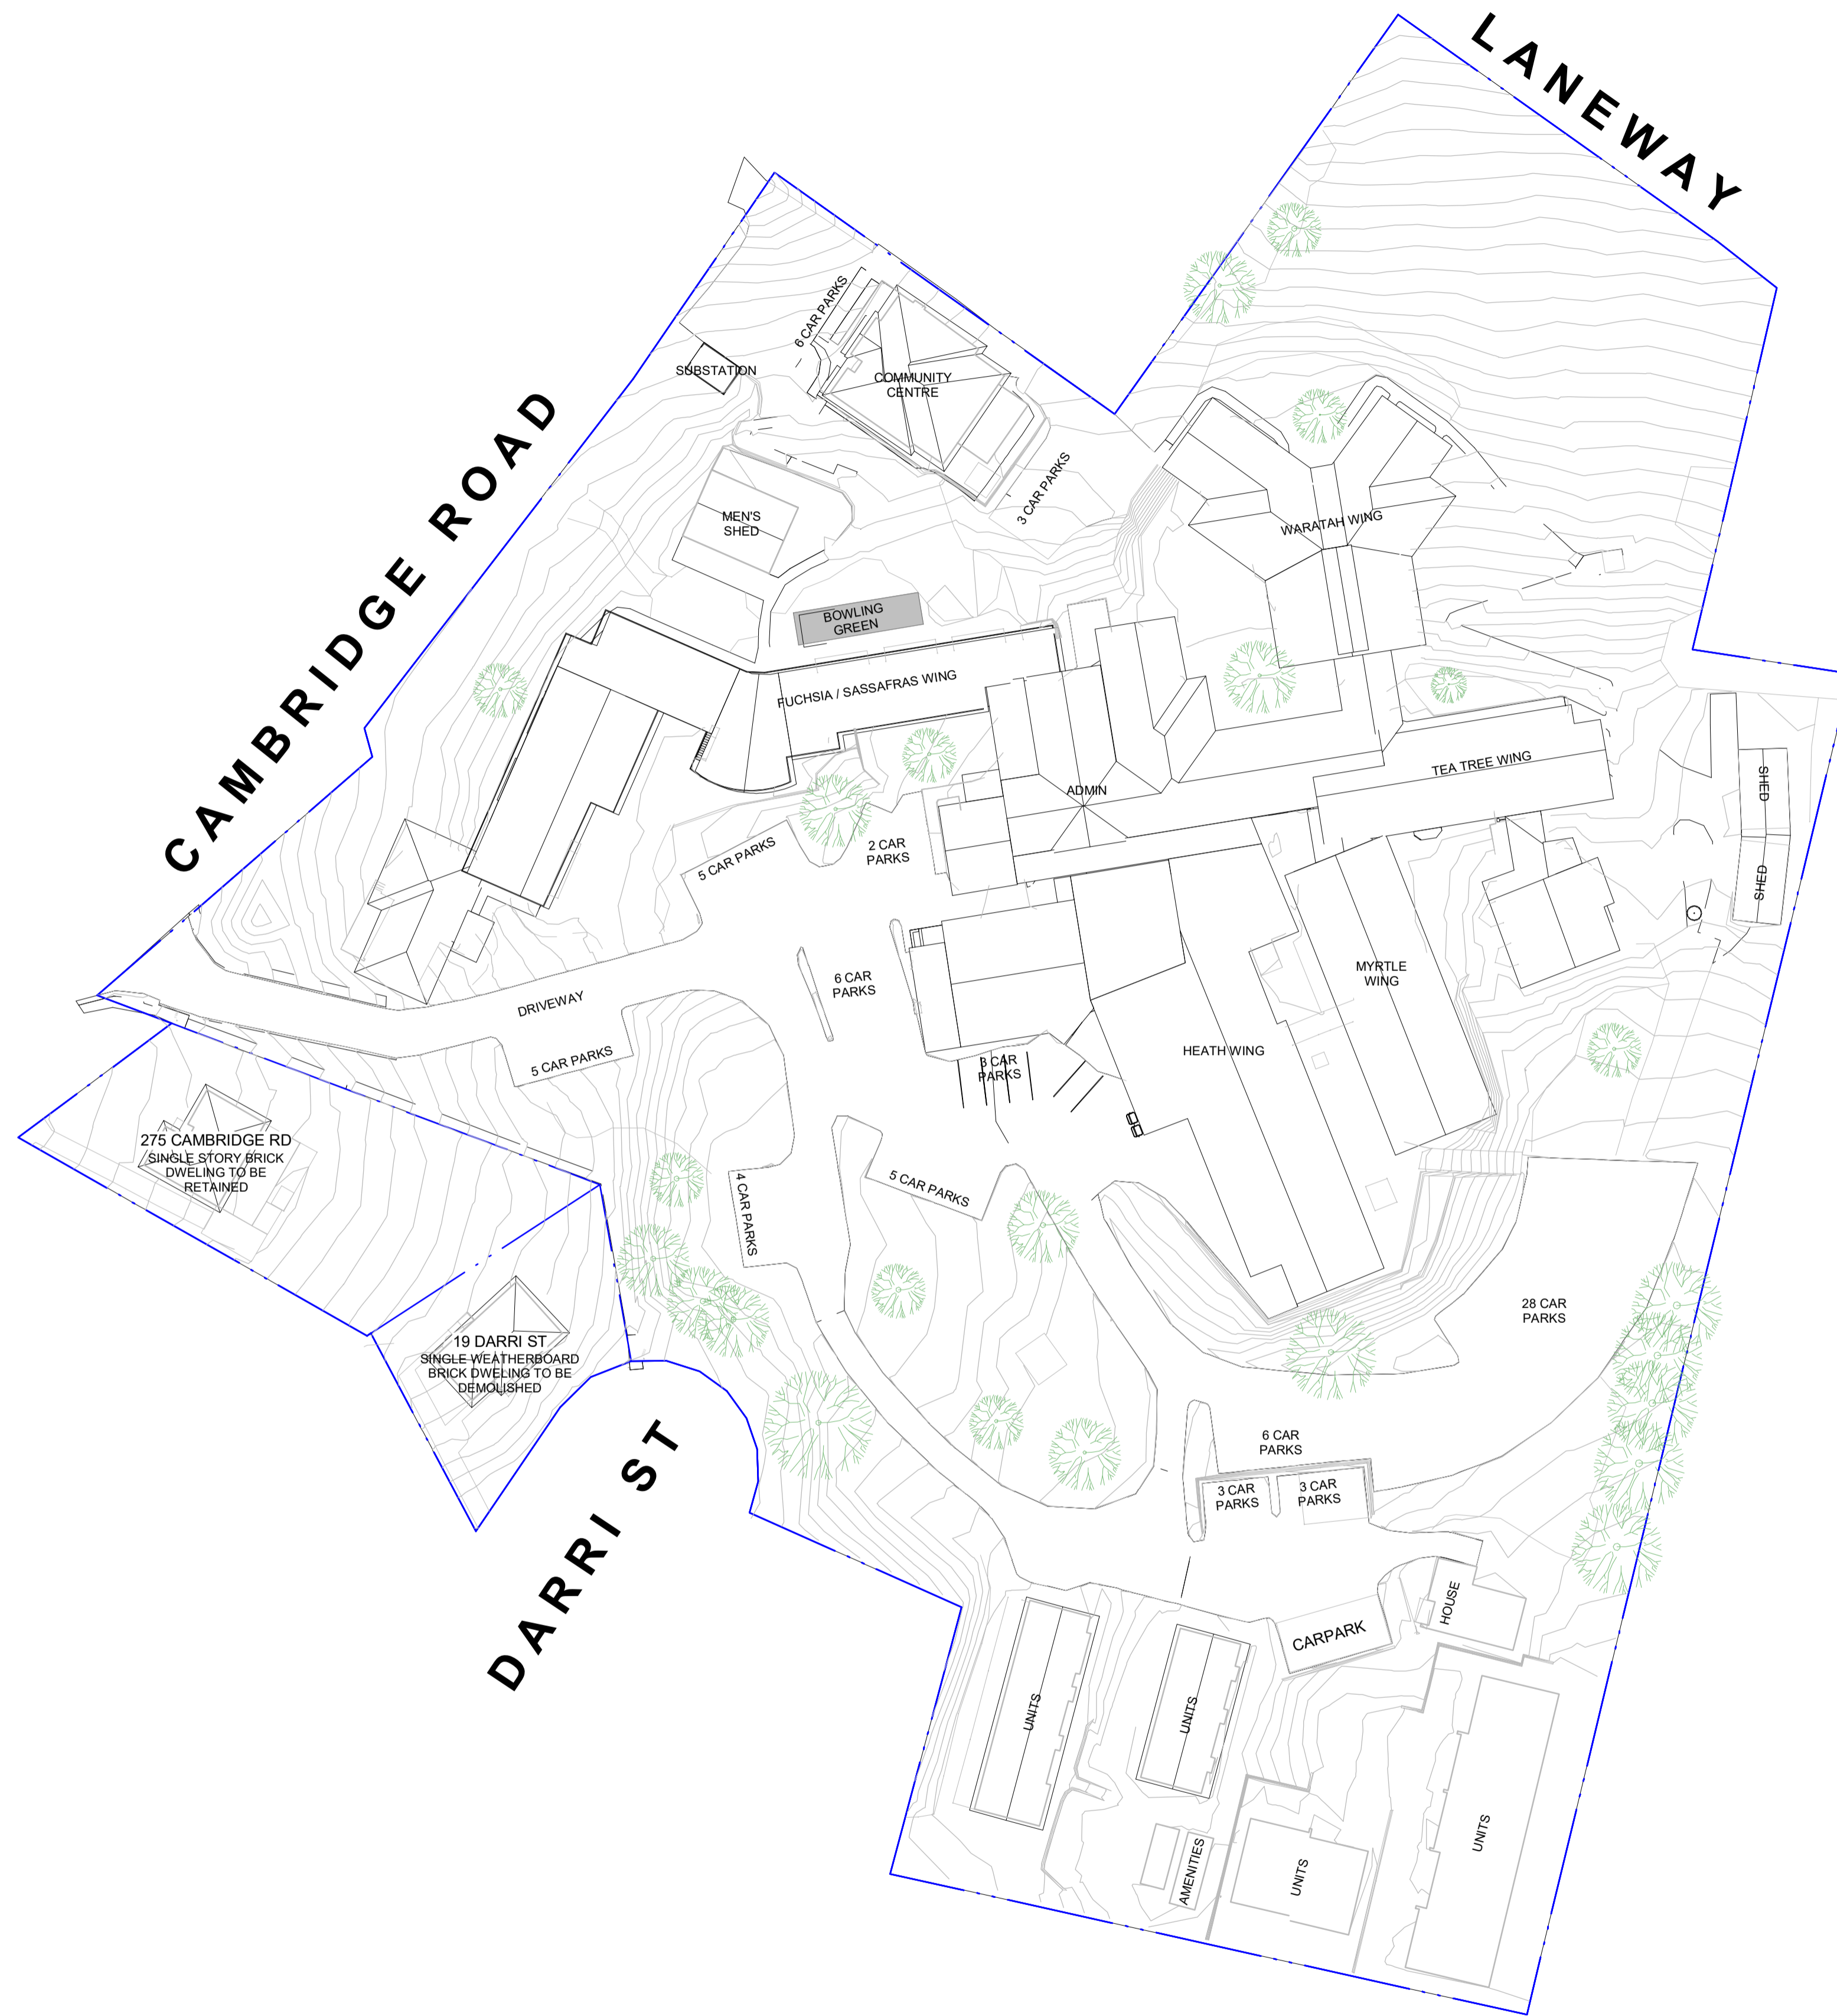 LANEWAY
CAMBRIDGE ROAD
6 CAR PARKS
SUBSTATION
COMMUNITY
CENTRE
3 CAR PARKS
MEN'S
SHED
WARATAH WING
BOWLING
GREEN
FUCHSIA / SASSAFRAS WING
TEA TREE WING
ADMIN
SHED
SHED
5 CAR PARKS
2 CAR
PARKS
6 CAR
PARKS
MYRTLE
WING
DRIVEWAY
HEATH WING
5 CAR PARKS
3 CAR
PARKS
275 CAMBRIDGE RD
SINGLE STORY BRICK
DWELING TO BE
RETAINED
4 CAR PARKS
5 CAR PARKS
28 CAR
PARKS
19 DARRI ST
SINGLE WEATHERBOARD
BRICK DWELING TO BE
DEMOLISHED
6 CAR
PARKS
3 CAR
PARKS
3 CAR
PARKS
DARRI ST
HOUSE
CARPARK
UNITS
UNITS
UNITS
AMENITIES
UNITS